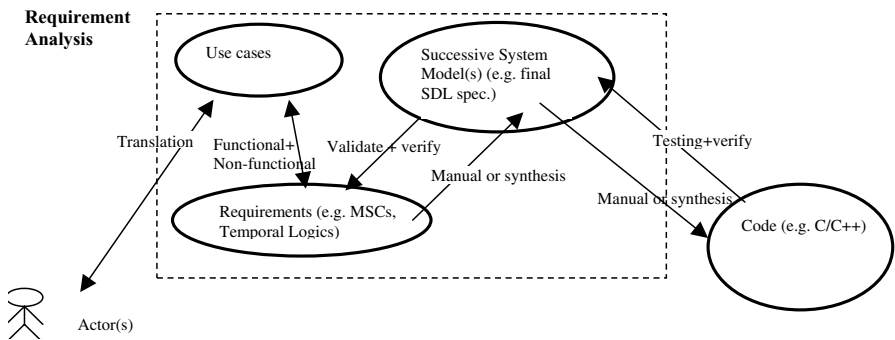 Requirement
Analysis
Use cases
Successive System
Model(s) (e.g. final
SDL spec.)
Translation
Functional+
Non-functional
Validate + verify
Manual or synthesis
Testing+verify
Manual or synthesis
Requirements (e.g. MSCs,
Temporal Logics)
Code (e.g. C/C++)
Actor(s)